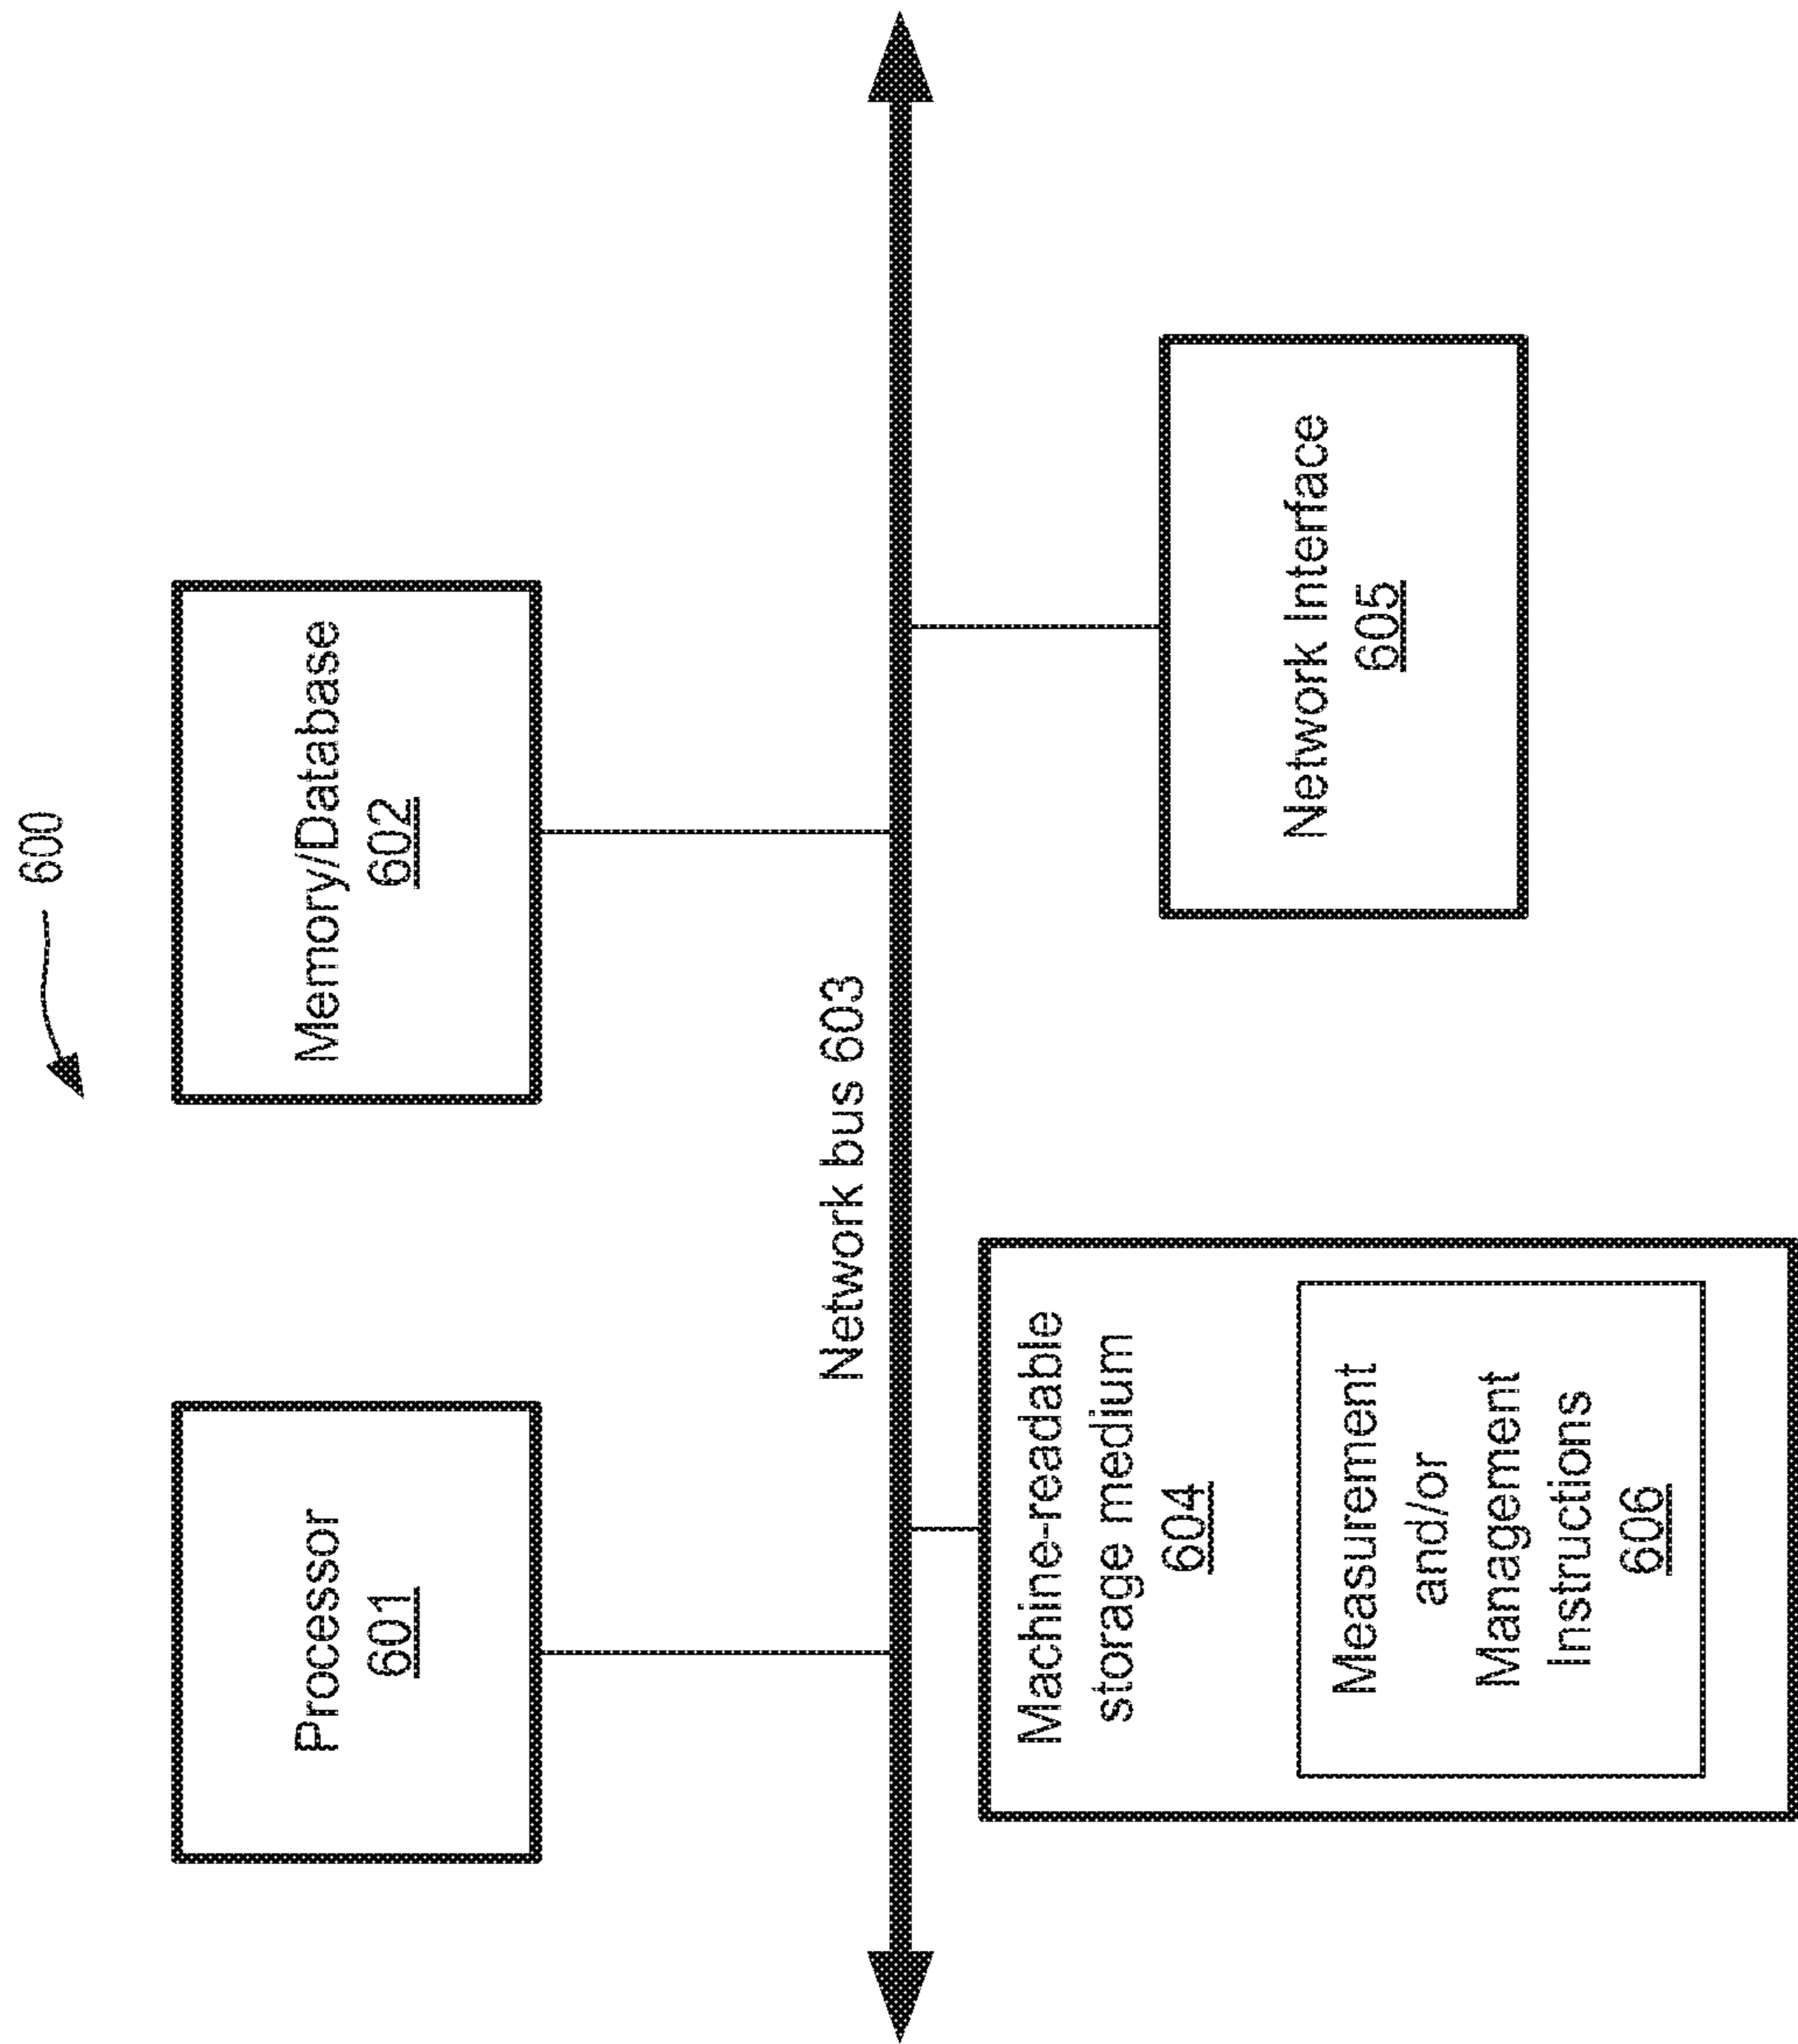 600
Processor
601
Memory/Database
602
Network bus 603
Machine-readable
storage medium
604
Measurement
and/or
Management
Instructions
606
Network Interface
605